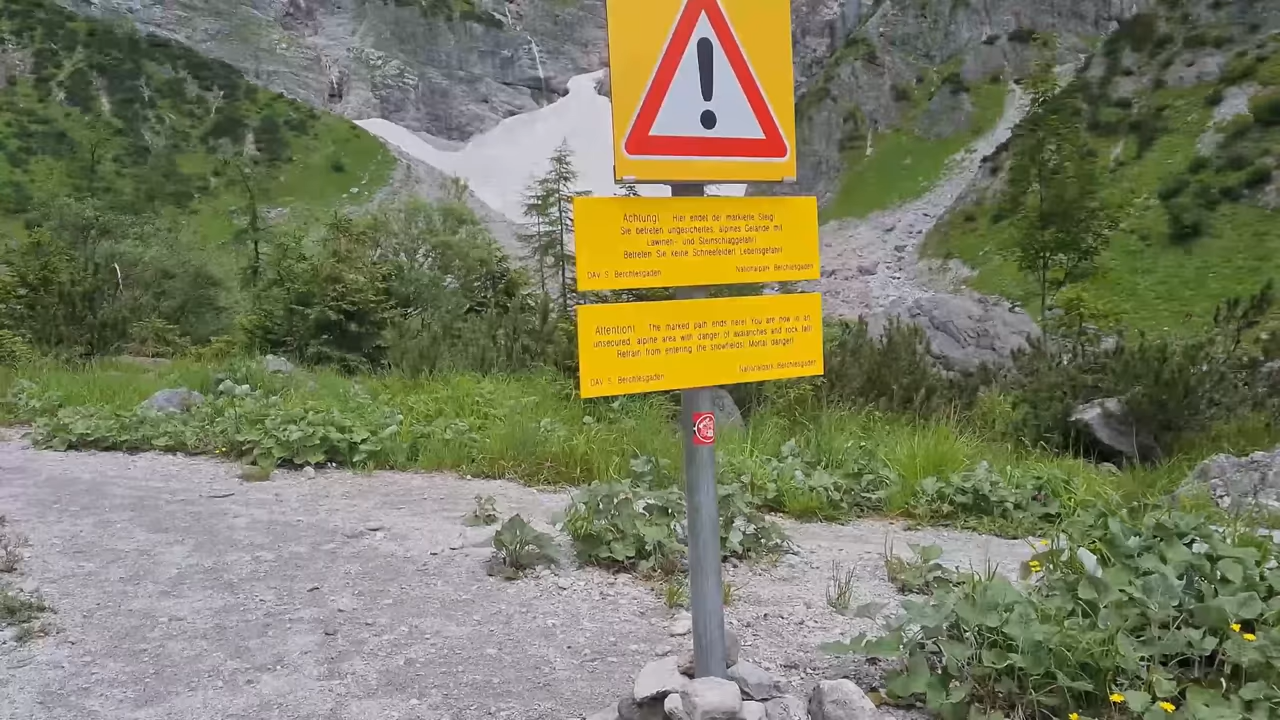 !
Achtung! Hier endet der markierte Steig!
Sie betreten ungesichertes, alpines Gelände mit
Lawinen- und Steinschlaggefahr!
Betreten Sie keine Schneefelder! Lebensgefahr!
DAV S. Berchtesgaden Nationalpark Berchtesgaden
Attention! The marked path ends here! You are now in an
unsecured, alpine area with danger of avalanches and rock fall!
Refrain from entering the snowfields! Mortal danger!
DAV S. Berchtesgaden Nationalpark Berchtesgaden